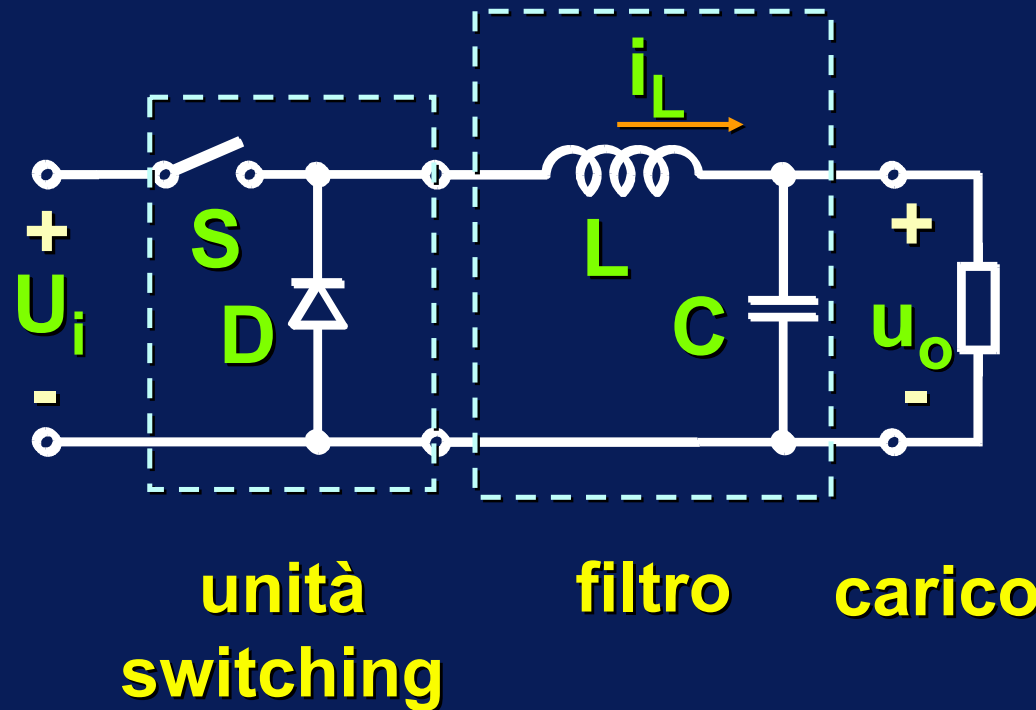 iL
+
S
L
+
Ui
D
C
uo
-
-
unità
switching
filtro
carico